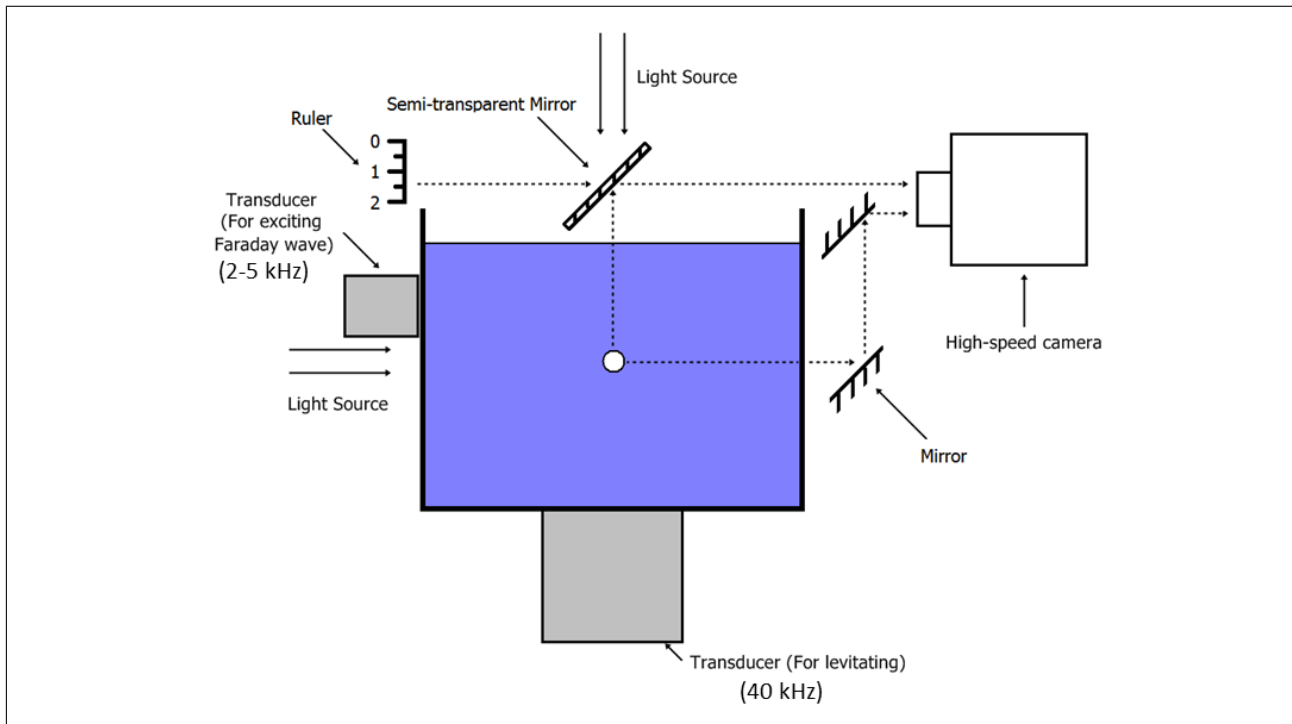 Light Source
Semi-transparent Mirror
Ruler
0
1
2
Transducer
(For exciting
Faraday wave)
(2-5 kHz)
Light Source
High-speed camera
Mirror
Transducer (For levitating)
(40 kHz)